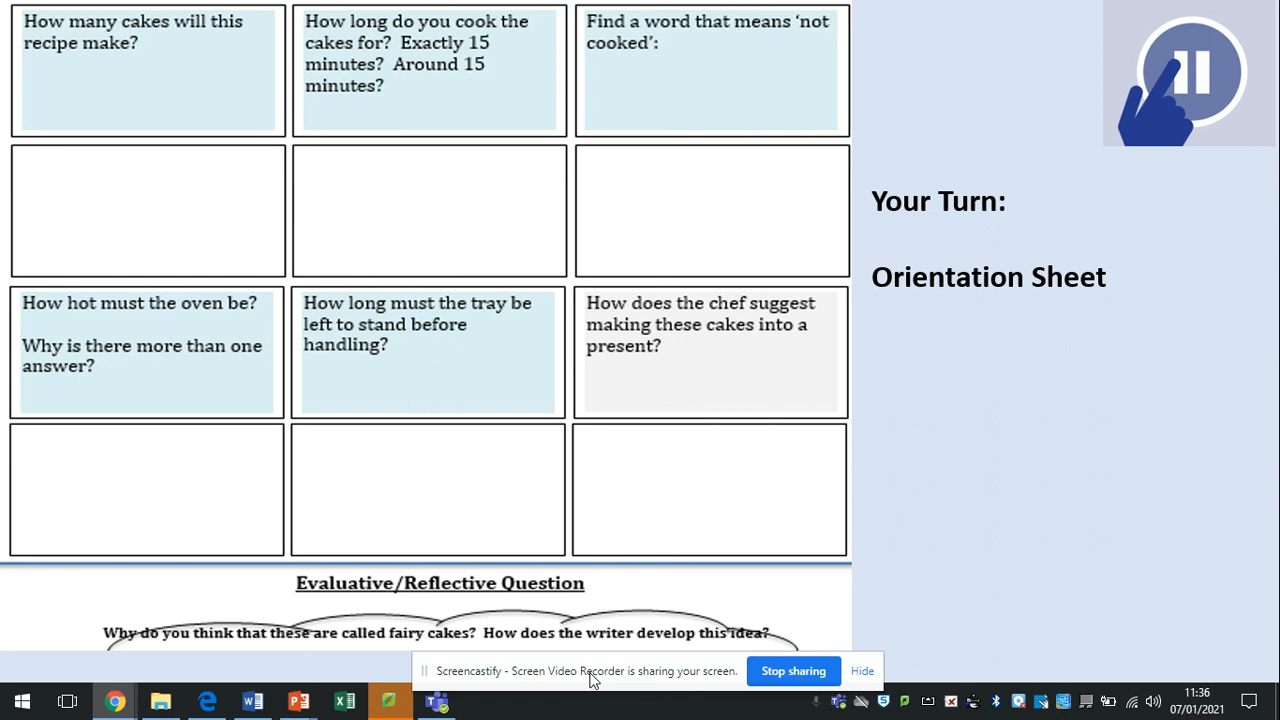 How many cakes will this
recipe make?
How long do you cook the
cakes for? Exactly 15
minutes? Around 15
minutes?
Find a word that means ‘not
cooked’:
Your Turn:
Orientation Sheet
How hot must the oven be?
Why is there more than one
answer?
How long must the tray be
left to stand before
handling?
How does the chef suggest
making these cakes into a
present?
Evaluative/Reflective Question
Why do you think that these are called fairy cakes? How does the writer develop this idea?
Screencastify - Screen Video Recorder is sharing your screen.
Stop sharing
Hide
11:36
07/01/2021